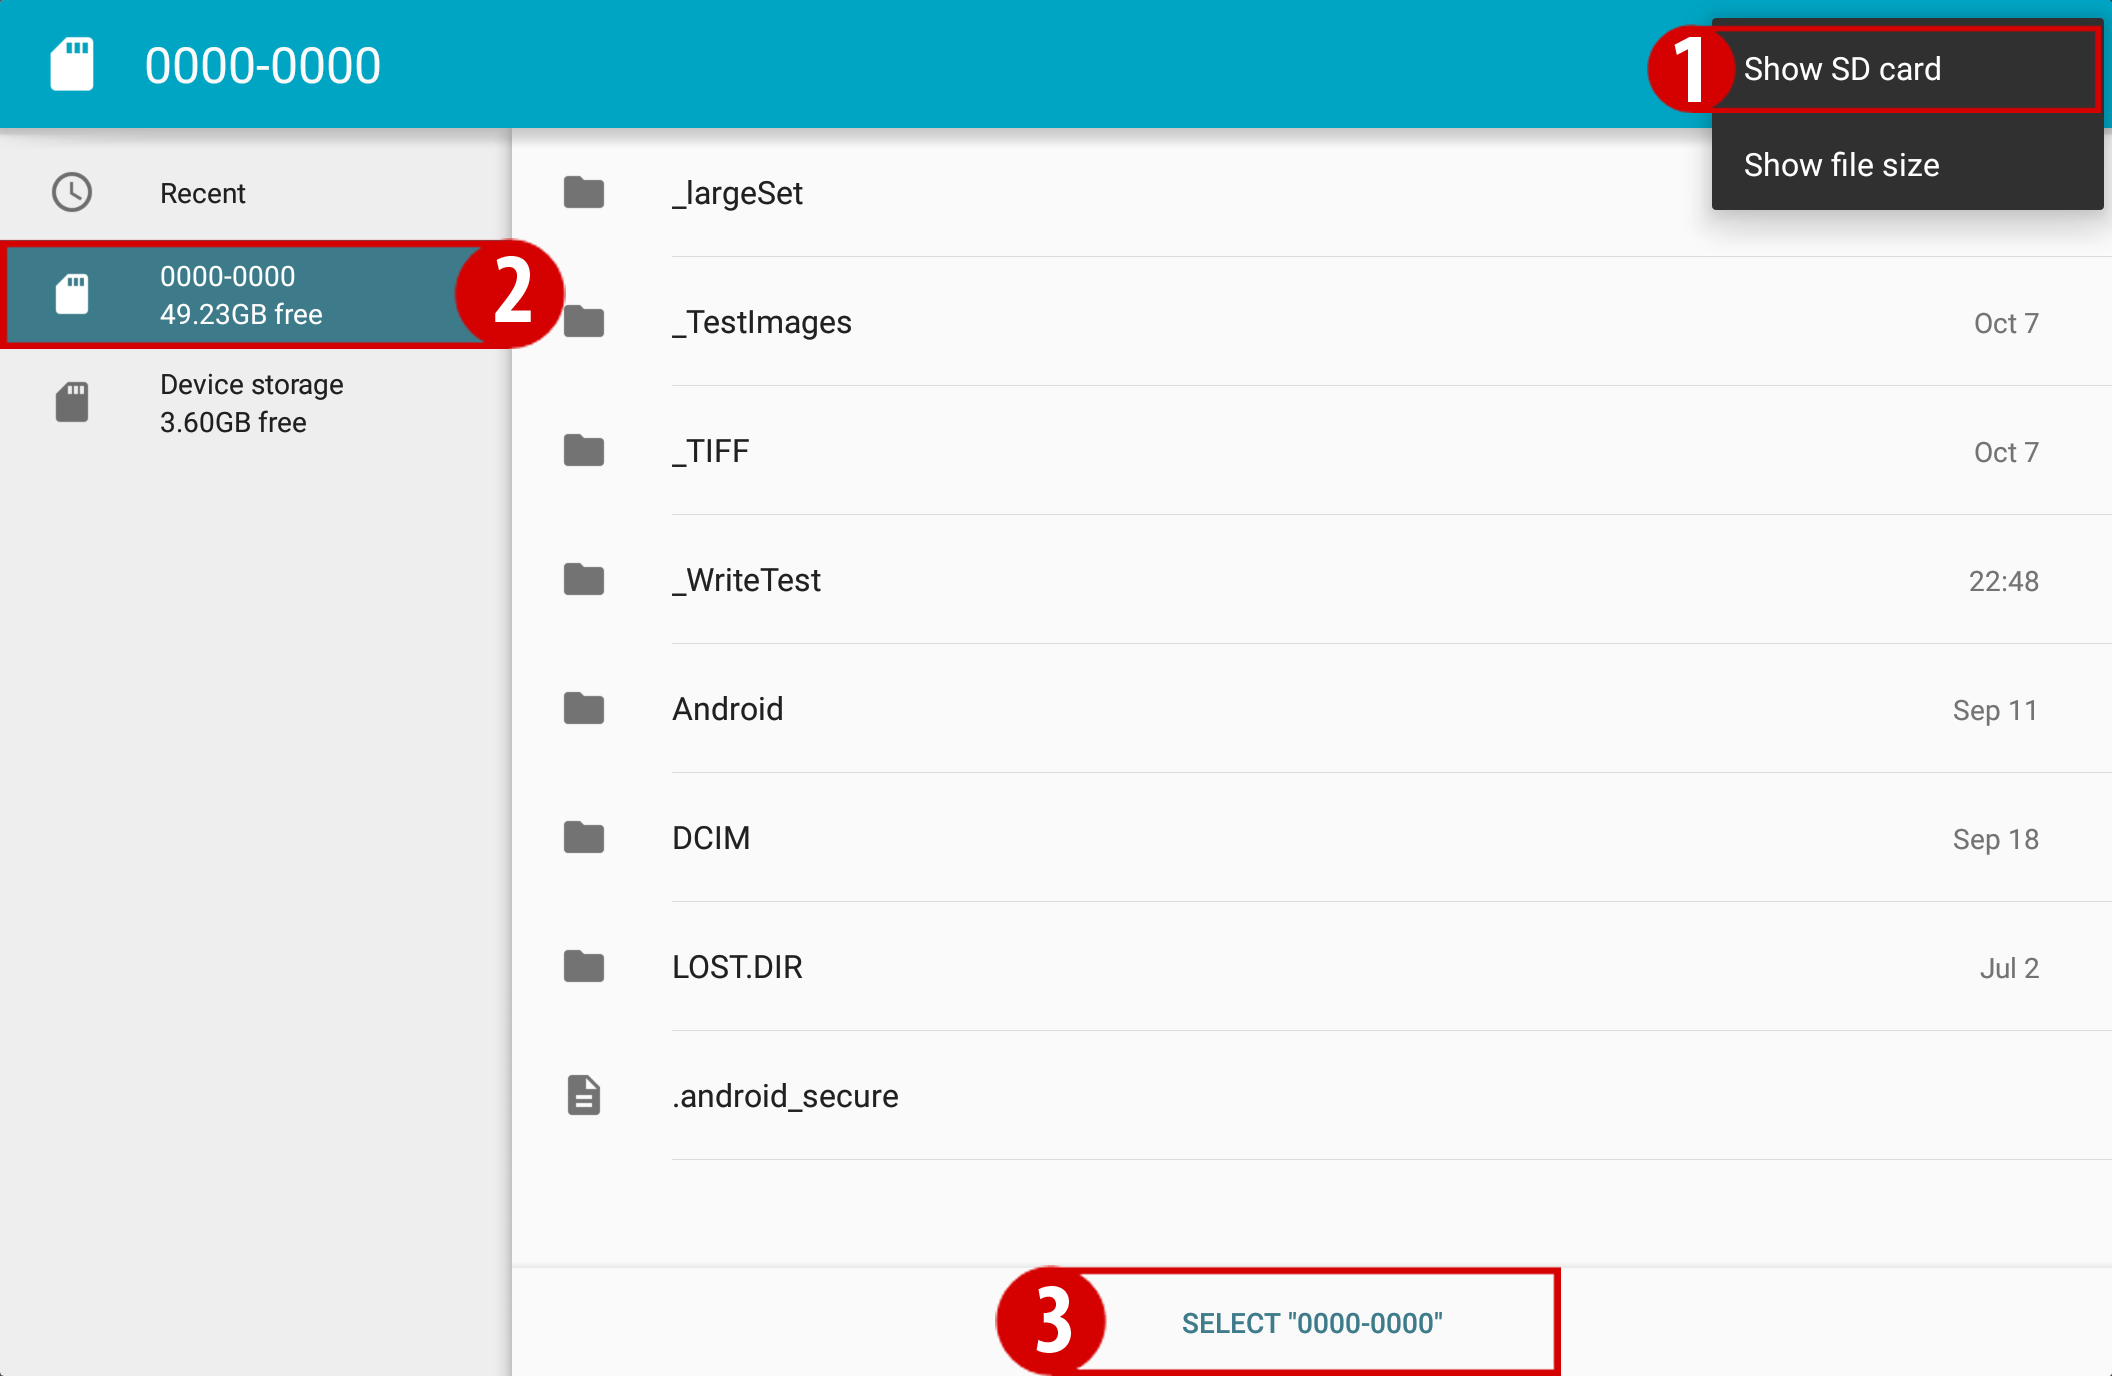 0000-0000
1
Show SD card
Show file size
Recent
0000-0000
49.23GB free
2
Device storage
3.60GB free
_largeSet
_TestImages
Oct 7
_TIFF
Oct 7
_WriteTest
22:48
Android
Sep 11
DCIM
Sep 18
LOST.DIR
Jul 2
.android_secure
3
SELECT "0000-0000"